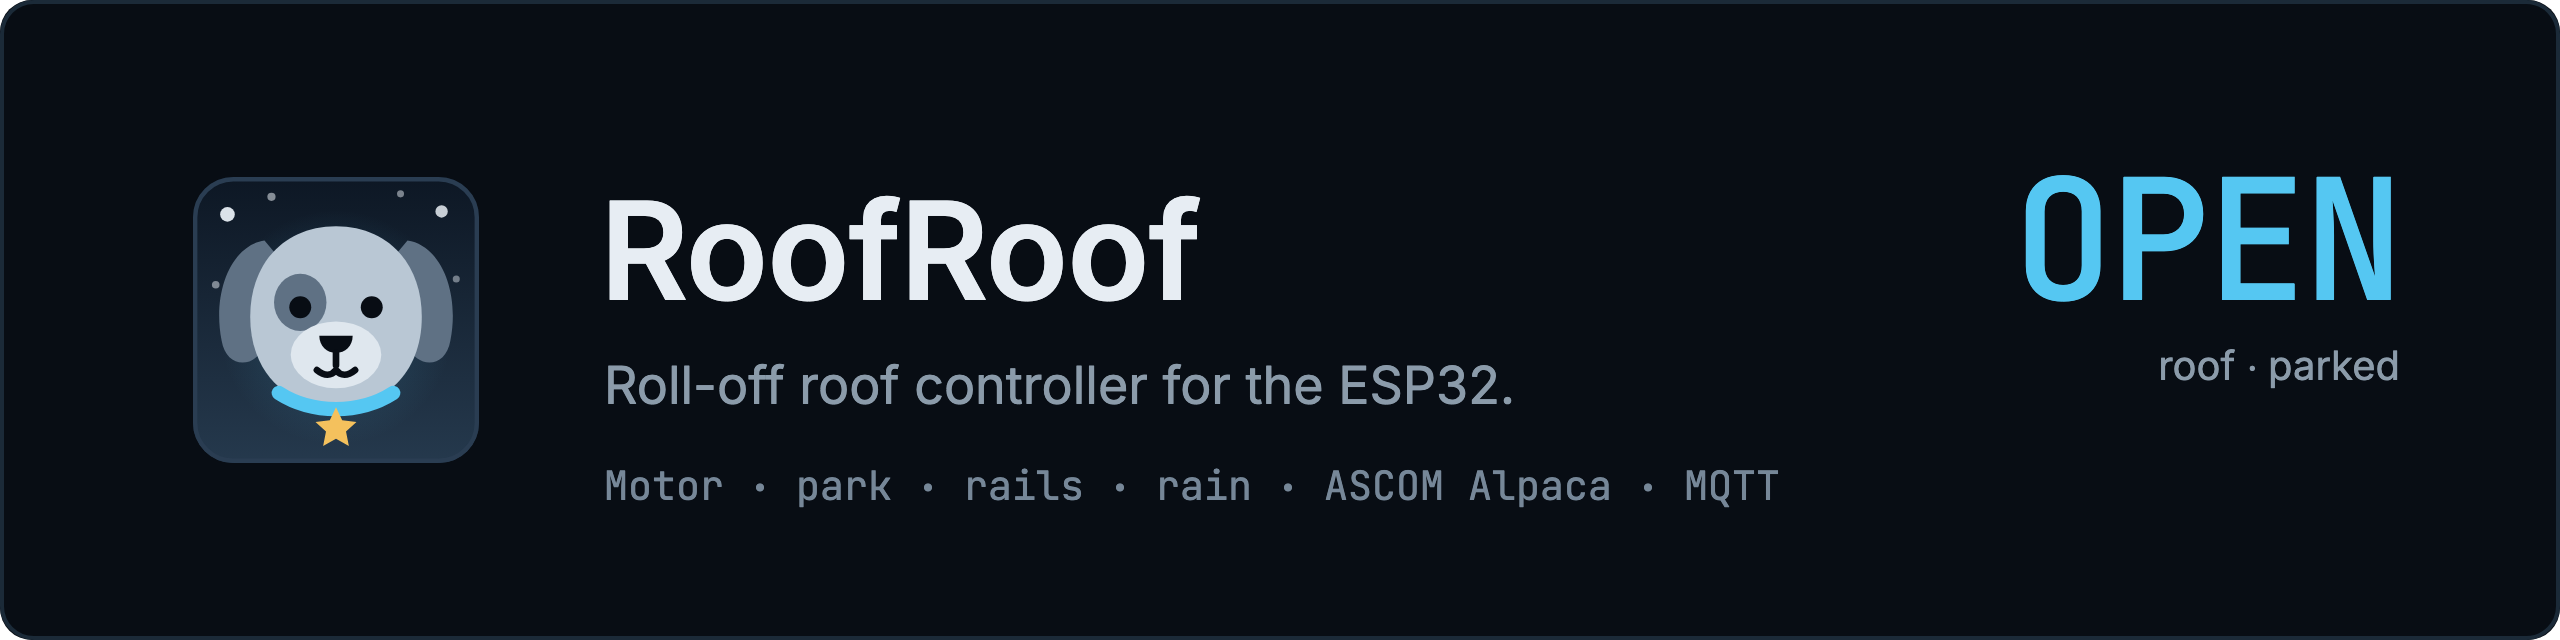 RoofRoof
Roll-off roof controller for the ESP32.
Motor · park · rails · rain · ASCOM Alpaca · MQTT
OPEN
roof · parked